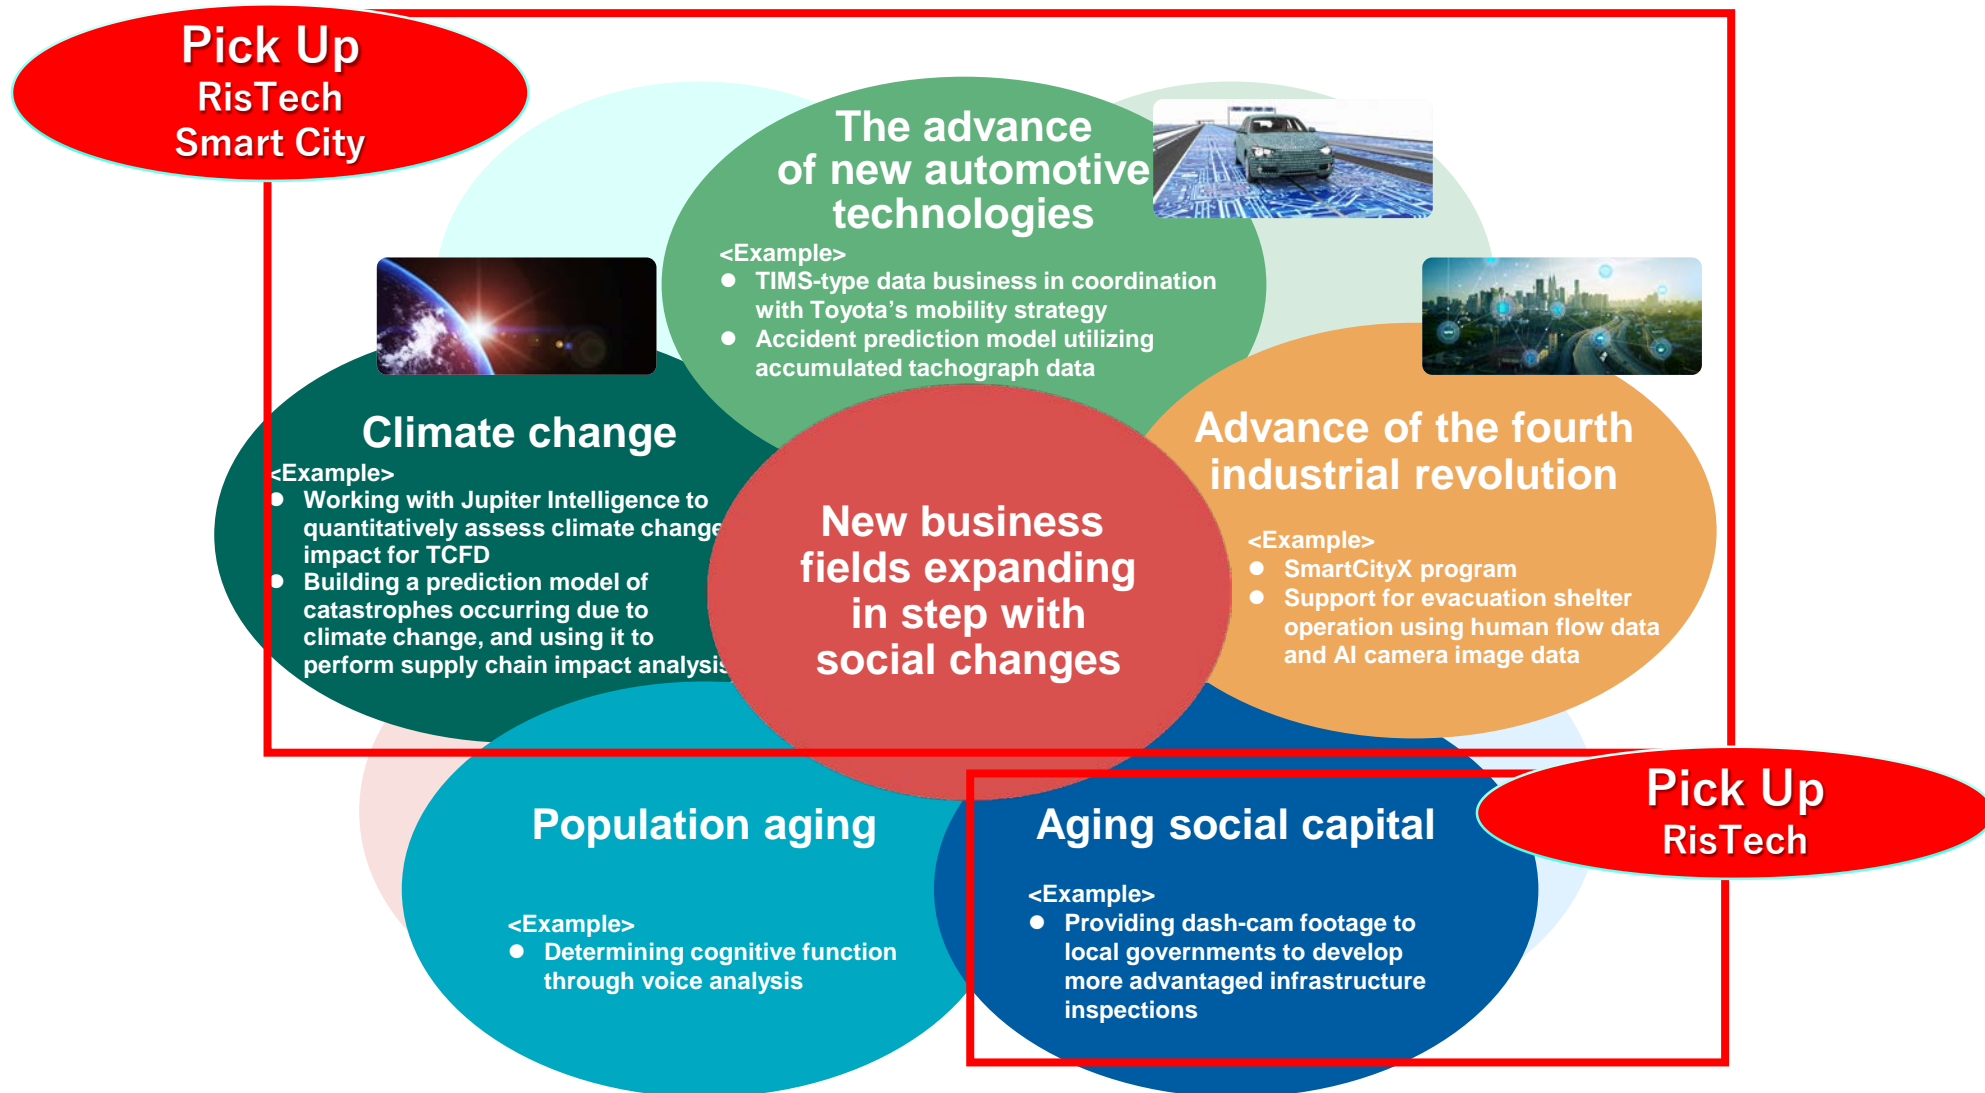 Pick Up
RisTech
Smart City
The advance
of new automotive
technologies
<Example>
● TIMS-type data business in coordination
with Toyota’s mobility strategy
● Accident prediction model utilizing
accumulated tachograph data
Climate change
<Example>
● Working with Jupiter Intelligence to
quantitatively assess climate change
impact for TCFD
● Building a prediction model of
catastrophes occurring due to
climate change, and using it to
perform supply chain impact analysis
New business
fields expanding
in step with
social changes
Advance of the fourth
industrial revolution
<Example>
● SmartCityX program
● Support for evacuation shelter
operation using human flow data
and AI camera image data
Population aging
<Example>
● Determining cognitive function
through voice analysis
Aging social capital
<Example>
● Providing dash-cam footage to
local governments to develop
more advantaged infrastructure
inspections
Pick Up
RisTech